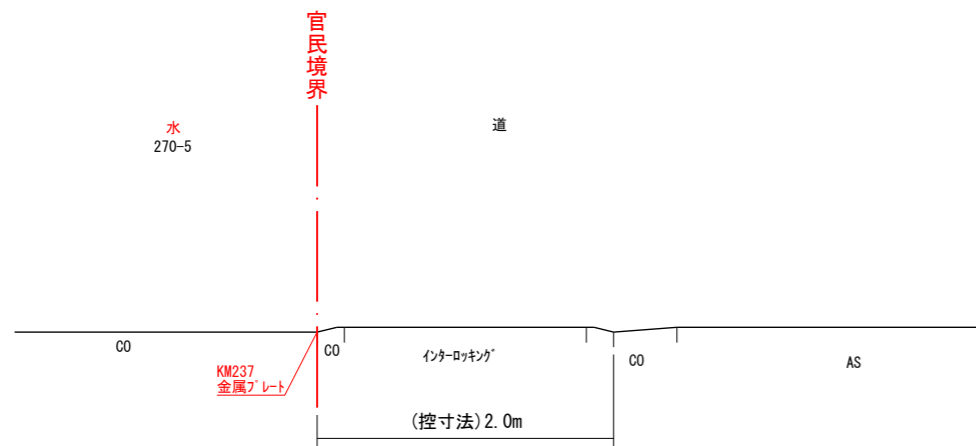 官民境界
水
270-5
道
CO
CO
インターロッキング
CO
AS
KM237
金属プレート
(控寸法)2.0m